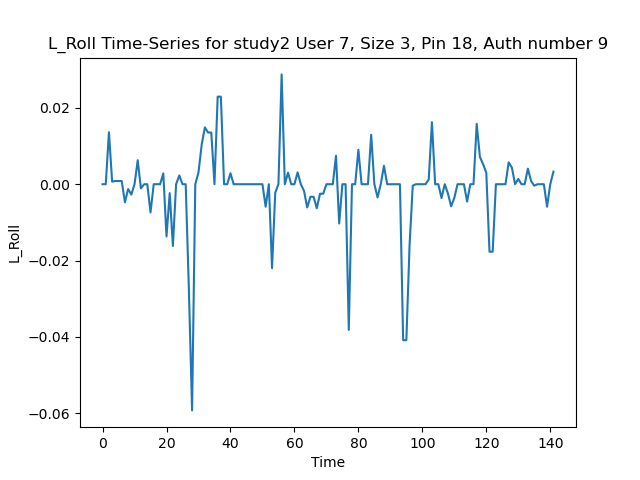 L_Roll Time-Series for study2 User 7, Size 3, Pin 18, Auth number 9
0.02
0.00
−0.02
−0.04
−0.06
L_Roll
0 20 40 60 80 100 120 140
Time